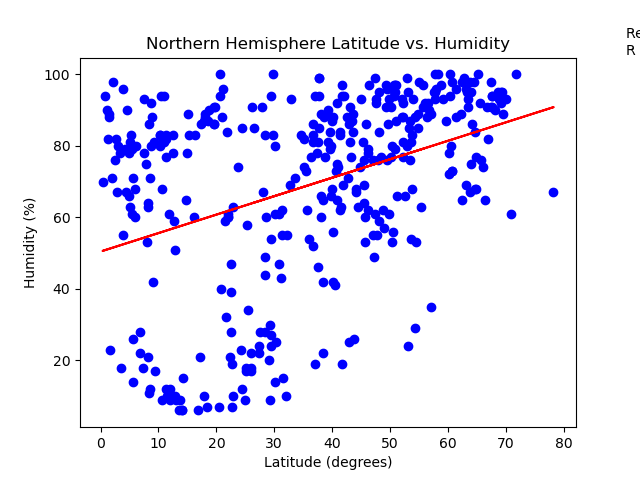 Northern Hemisphere Latitude vs. Humidity
Re
R
100
80
60
40
20
Humidity (%)
0 10 20 30 40 50 60 70 80
Latitude (degrees)